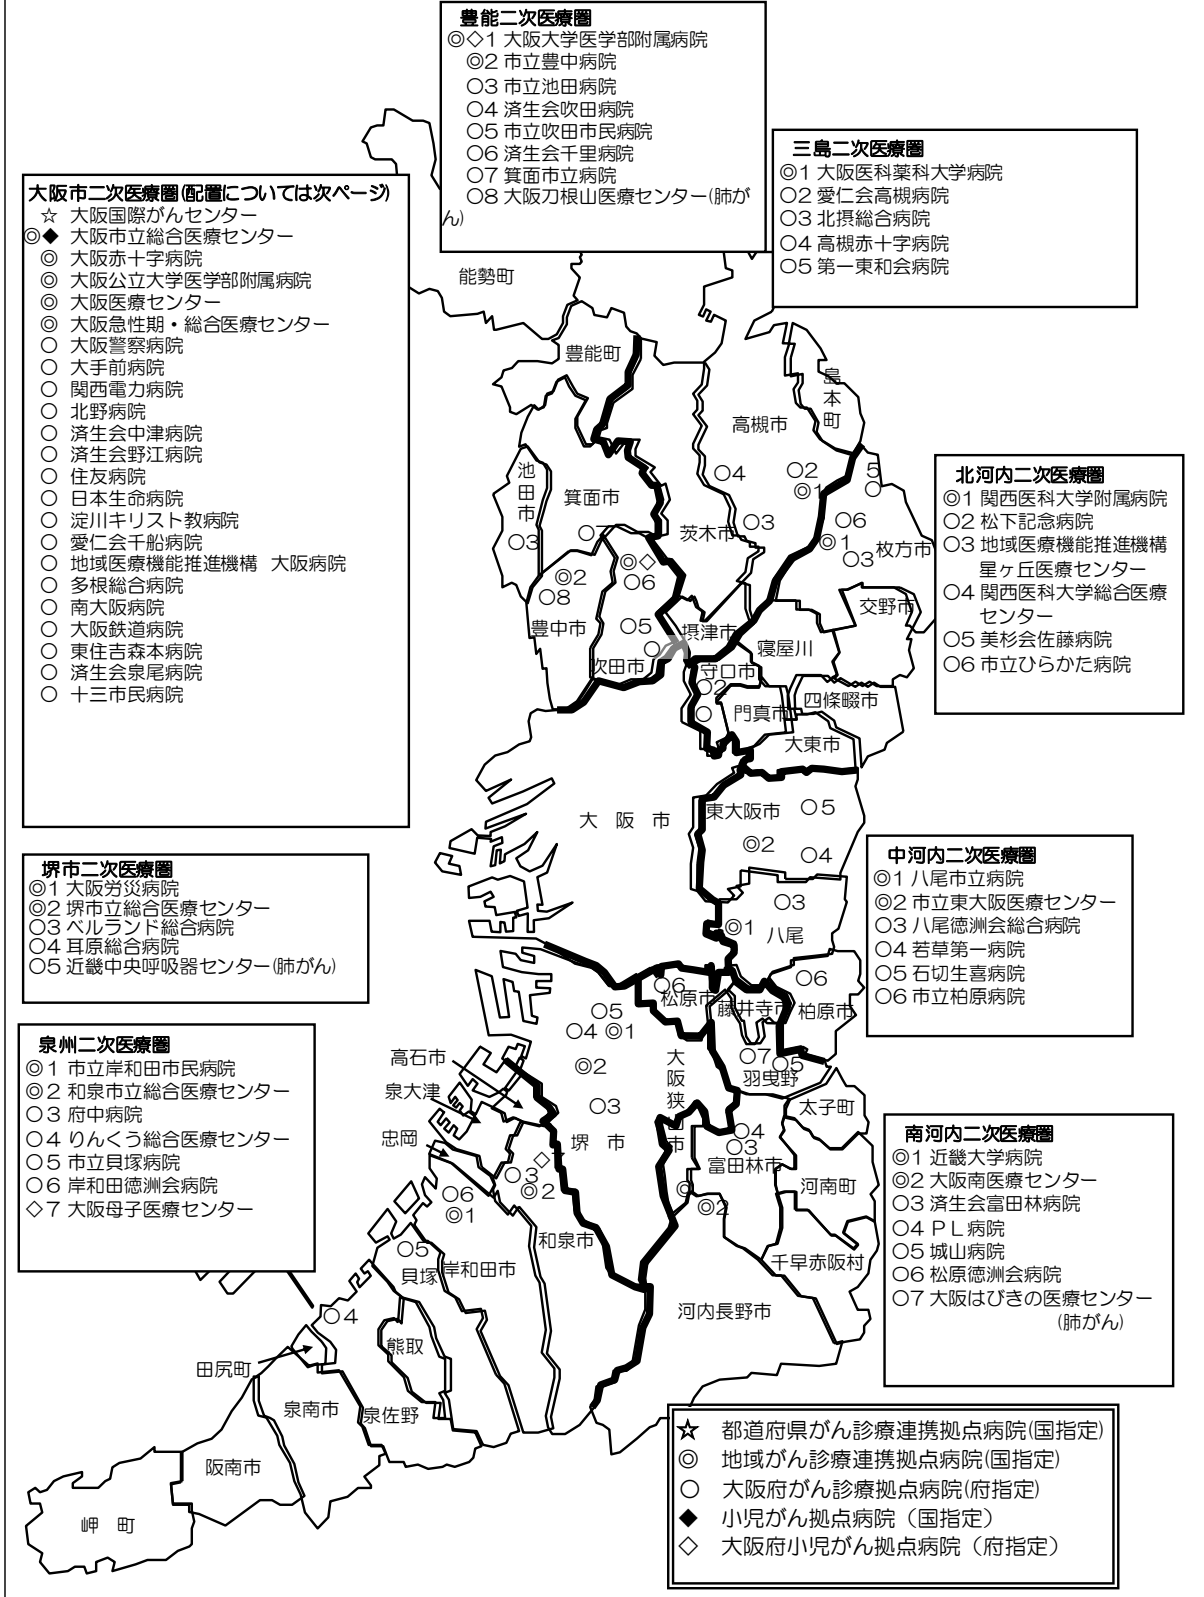 豊能二次医療圏
◎◇1 大阪大学医学部附属病院
◎2 市立豊中病院
○3 市立池田病院
○4 済生会吹田病院
○5 市立吹田市民病院
○6 済生会千里病院
○7 箕面市立病院
○8 大阪刀根山医療センター(肺が
ん)
三島二次医療圏
◎1 大阪医科薬科大学病院
○2 愛仁会高槻病院
○3 北摂総合病院
○4 高槻赤十字病院
○5 第一東和会病院
大阪市二次医療圏(配置については次ページ)
☆ 大阪国際がんセンター
◎◆ 大阪市立総合医療センター
◎ 大阪赤十字病院
◎ 大阪公立大学医学部附属病院
◎ 大阪医療センター
◎ 大阪急性期・総合医療センター
○ 大阪警察病院
○ 大手前病院
○ 関西電力病院
○ 北野病院
○ 済生会中津病院
○ 済生会野江病院
○ 住友病院
○ 日本生命病院
○ 淀川キリスト教病院
○ 愛仁会千船病院
○ 地域医療機能推進機構 大阪病院
○ 多根総合病院
○ 南大阪病院
○ 大阪鉄道病院
○ 東住吉森本病院
○ 済生会泉尾病院
○ 十三市民病院
北河内二次医療圏
◎1 関西医科大学附属病院
○2 松下記念病院
○3 地域医療機能推進機構
星ヶ丘医療センター
○4 関西医科大学総合医療
センター
○5 美杉会佐藤病院
○6 市立ひらかた病院
堺市二次医療圏
◎1 大阪労災病院
◎2 堺市立総合医療センター
○3 ベルランド総合病院
○4 耳原総合病院
○5 近畿中央呼吸器センター(肺がん)
中河内二次医療圏
◎1 八尾市立病院
◎2 市立東大阪医療センター
○3 八尾徳洲会総合病院
○4 若草第一病院
○5 石切生喜病院
○6 市立柏原病院
泉州二次医療圏
◎1 市立岸和田市民病院
◎2 和泉市立総合医療センター
○3 府中病院
○4 りんくう総合医療センター
○5 市立貝塚病院
○6 岸和田徳洲会病院
◇7 大阪母子医療センター
南河内二次医療圏
◎1 近畿大学病院
◎2 大阪南医療センター
○3 済生会富田林病院
○4 ＰＬ病院
○5 城山病院
○6 松原徳洲会病院
○7 大阪はびきの医療センター
(肺がん)
能勢町
豊能町
島本町
高槻市
○4
○2
◎1
○3
5
○
池田市
○3
箕面市
○7
茨木市
○6
◎1
○3
枚方市
◎◇
○6
◎2
○8
豊中市
○5
○
吹田市
摂津市
交野市
寝屋川
守口市
○2
○
門真市
四條畷市
大東市
大阪市
東大阪市
○5
◎2
○4
○3
◎1
八尾
○6
柏原市
○6
松原市
藤井寺市
○7
○5
羽曳野
○5
○4 ◎1
◎2
○3
堺市
大阪狭山市
高石市
泉大津
忠岡
太子町
○4
○3
富田林市
河南町
◎
◎2
千早赤阪村
◇7
○3
◎2
○6
◎1
和泉市
○5
貝塚
岸和田市
河内長野市
○4
熊取
田尻町
泉佐野
泉南市
阪南市
岬町
☆ 都道府県がん診療連携拠点病院(国指定)
◎ 地域がん診療連携拠点病院(国指定)
○ 大阪府がん診療拠点病院(府指定)
◆ 小児がん拠点病院（国指定）
◇ 大阪府小児がん拠点病院（府指定）